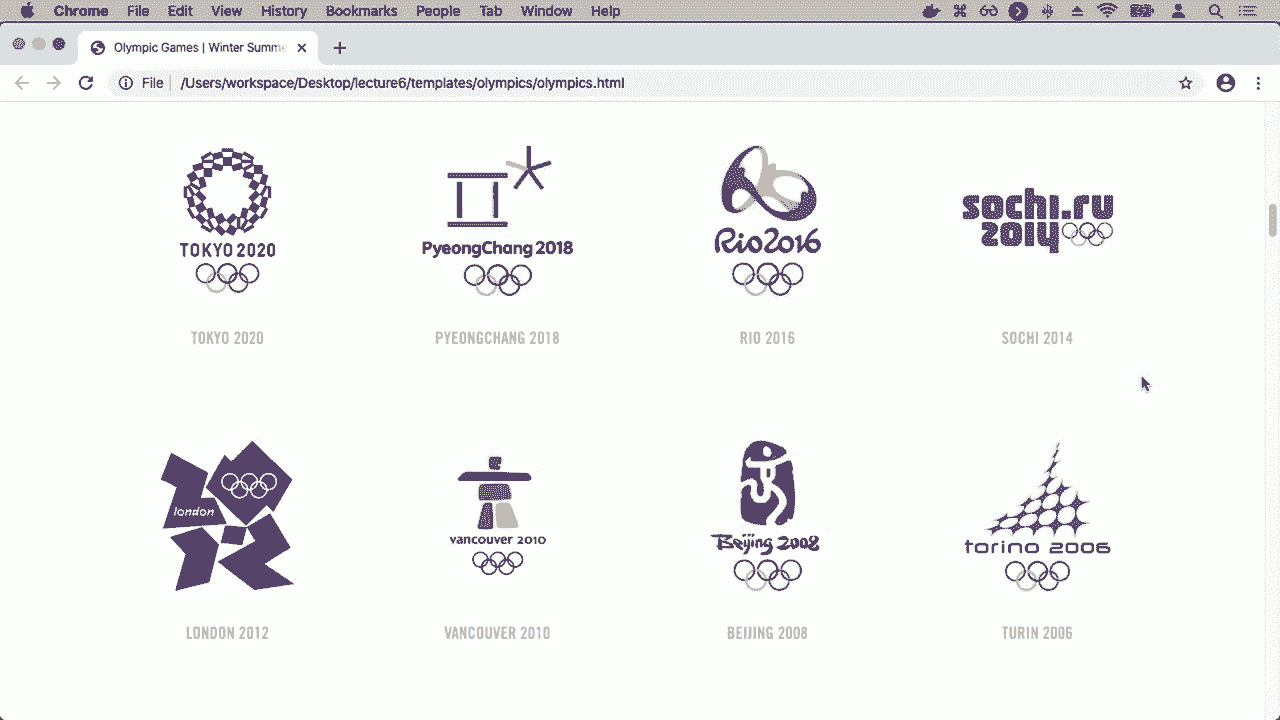 Chrome File Edit View History Bookmarks People Tab Window Help
Olympic Games | Winter Summe
File /Users/workspace/Desktop/lecture6/templates/olympics/olympics.html
TOKYO 2020
PyeongChang 2018
Rio2016
sochi.ru
2014
TOKYO 2020
PYEONGCHANG 2018
RIO 2016
SOCHI 2014
london
vancouver 2010
Beijing 2008
torino 2006
LONDON 2012
VANCOUVER 2010
BEIJING 2008
TURIN 2006